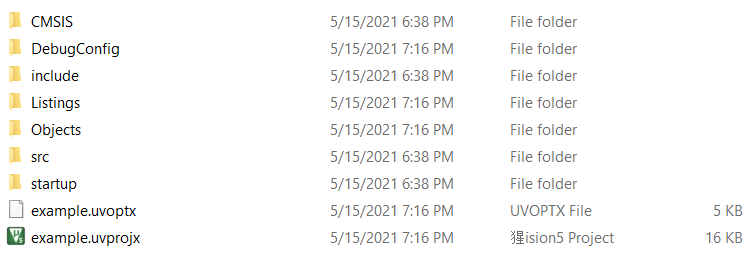 CMSIS 5/15/2021 6:38 PM File folder
DebugConfig 5/15/2021 7:16 PM File folder
include 5/15/2021 6:38 PM File folder
Listings 5/15/2021 7:16 PM File folder
Objects 5/15/2021 7:16 PM File folder
src 5/15/2021 6:38 PM File folder
startup 5/15/2021 6:38 PM File folder
example.uvoptx 5/15/2021 7:16 PM UVOPTX File 5 KB
example.uvprojx 5/15/2021 7:16 PM 猩ision5 Project 16 KB